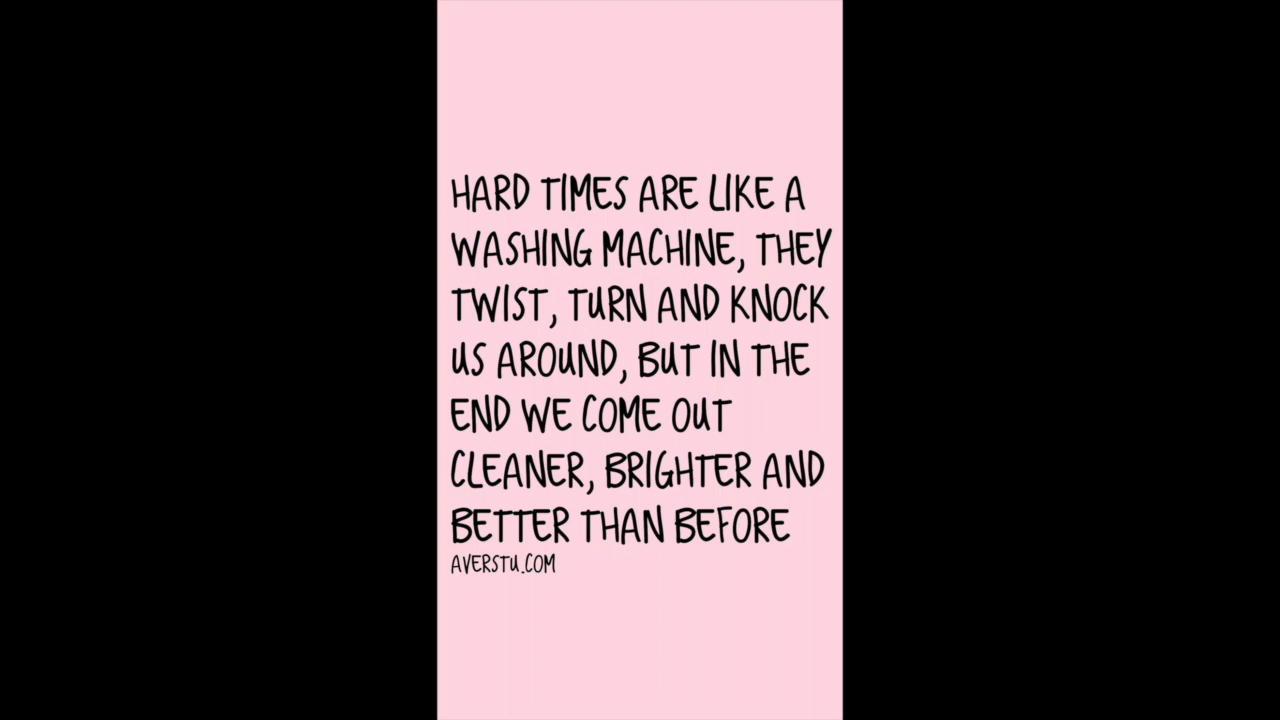 HARD TIMES ARE LIKE A
WASHING MACHINE, THEY
TWIST, TURN AND KNOCK
US AROUND, BUT IN THE
END WE COME OUT
CLEANER, BRIGHTER AND
BETTER THAN BEFORE
AVERSTU.COM